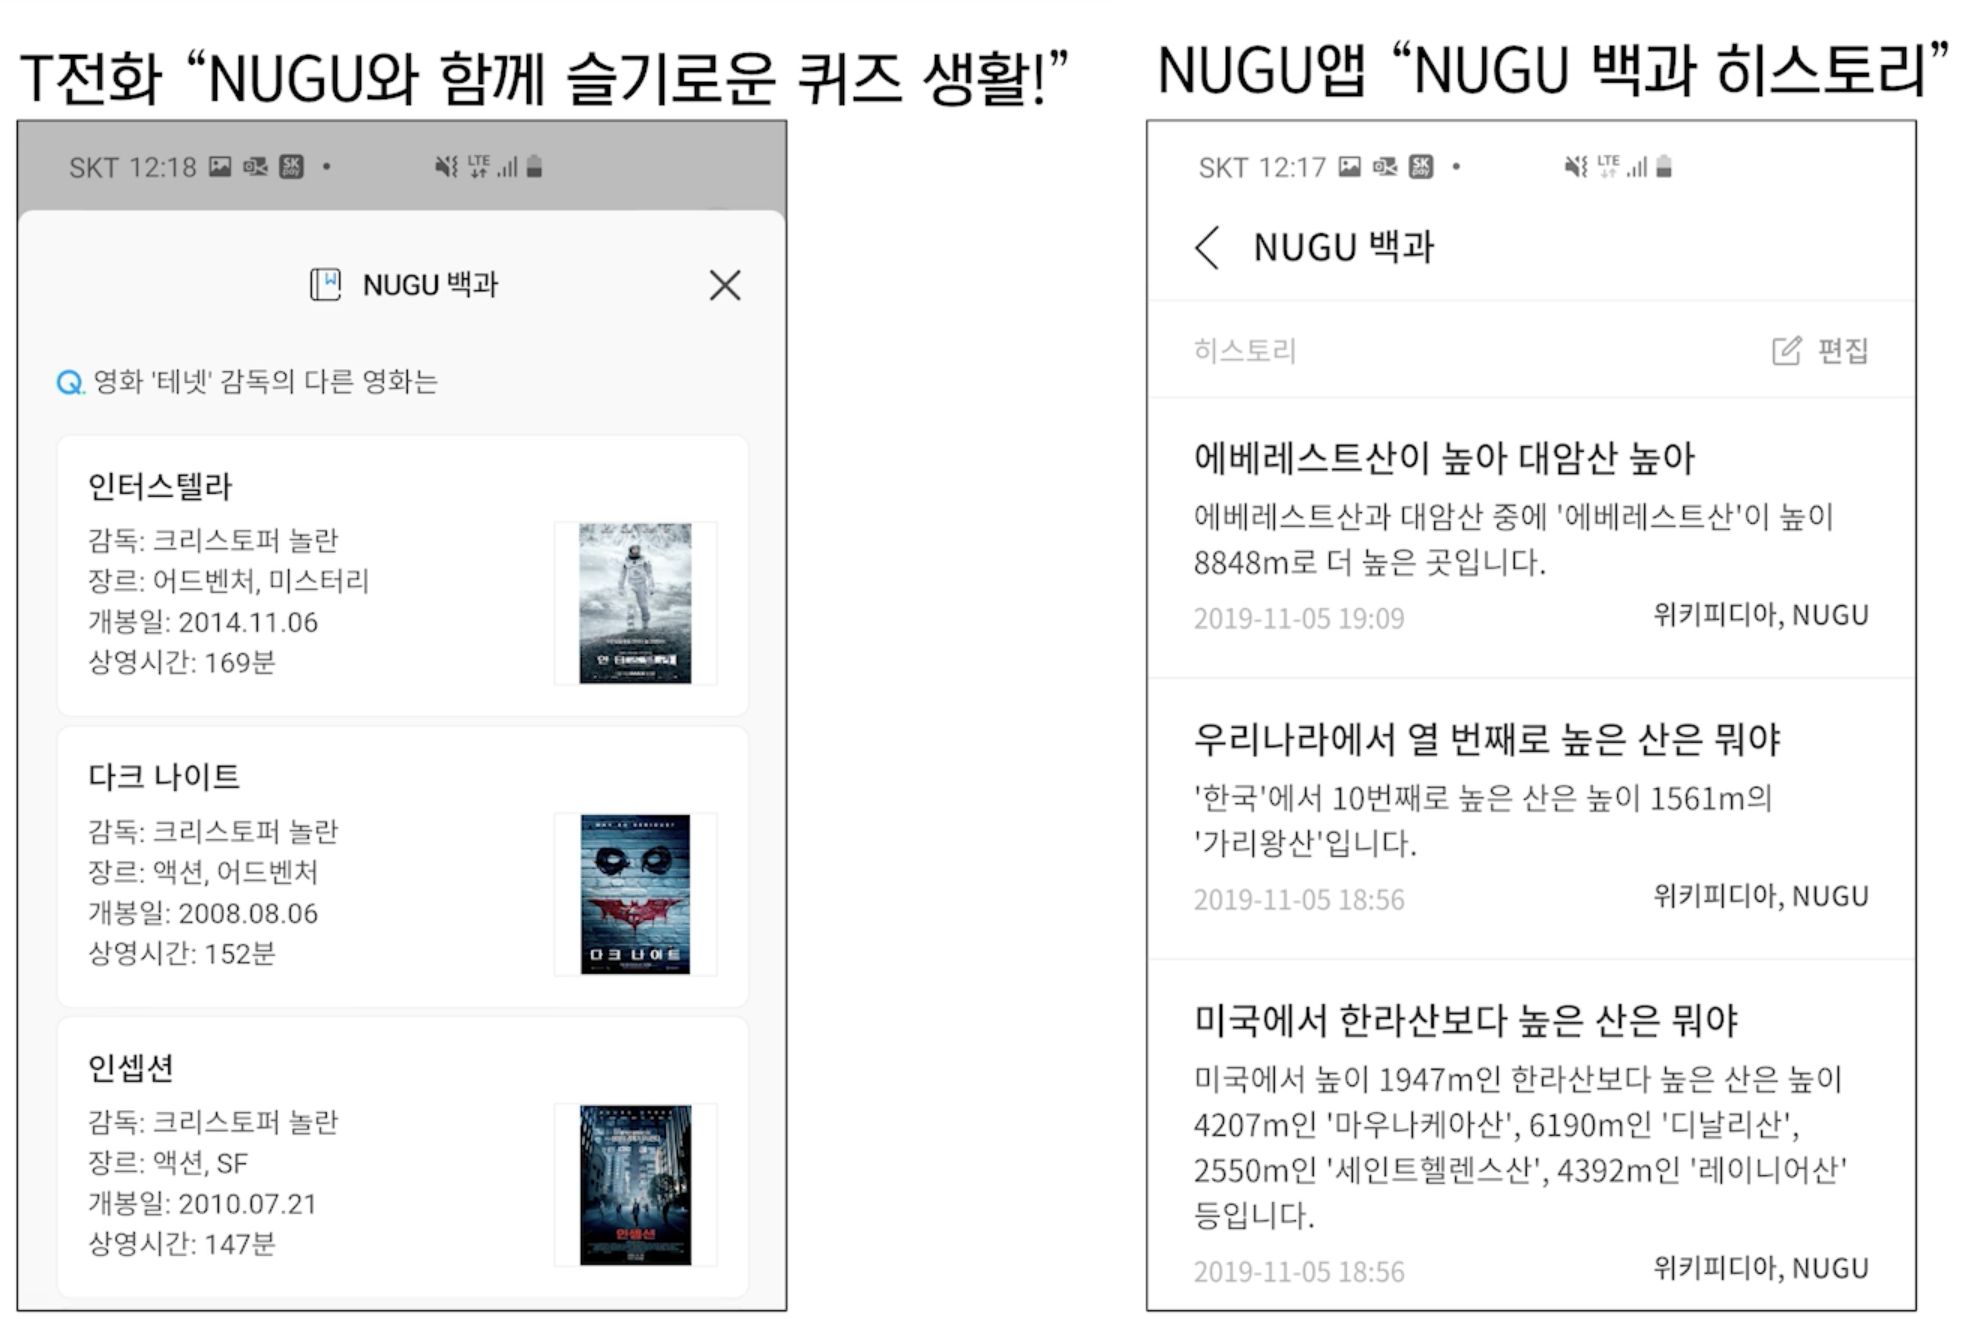 T전화 “NUGU와 함께 슬기로운 퀴즈 생활!”
SKT 12:18
LTE
NUGU 백과
Q. 영화 '테넷' 감독의 다른 영화는
인터스텔라
감독: 크리스토퍼 놀란
장르: 어드벤처, 미스터리
개봉일: 2014.11.06
상영시간: 169분
다크 나이트
감독: 크리스토퍼 놀란
장르: 액션, 어드벤처
개봉일: 2008.08.06
상영시간: 152분
다크 나이트
인셉션
감독: 크리스토퍼 놀란
장르: 액션, SF
개봉일: 2010.07.21
상영시간: 147분
인셉션
NUGU앱 “NUGU 백과 히스토리”
SKT 12:17
LTE
NUGU 백과
히스토리 편집
에베레스트산이 높아 대암산 높아
에베레스트산과 대암산 중에 '에베레스트산'이 높이
8848m로 더 높은 곳입니다.
2019-11-05 19:09 위키피디아, NUGU
우리나라에서 열 번째로 높은 산은 뭐야
'한국'에서 10번째로 높은 산은 높이 1561m의
'가리왕산'입니다.
2019-11-05 18:56 위키피디아, NUGU
미국에서 한라산보다 높은 산은 뭐야
미국에서 높이 1947m인 한라산보다 높은 산은 높이
4207m인 '마우나케아산', 6190m인 '디날리산',
2550m인 '세인트헬렌스산', 4392m인 '레이니어산'
등입니다.
2019-11-05 18:56 위키피디아, NUGU